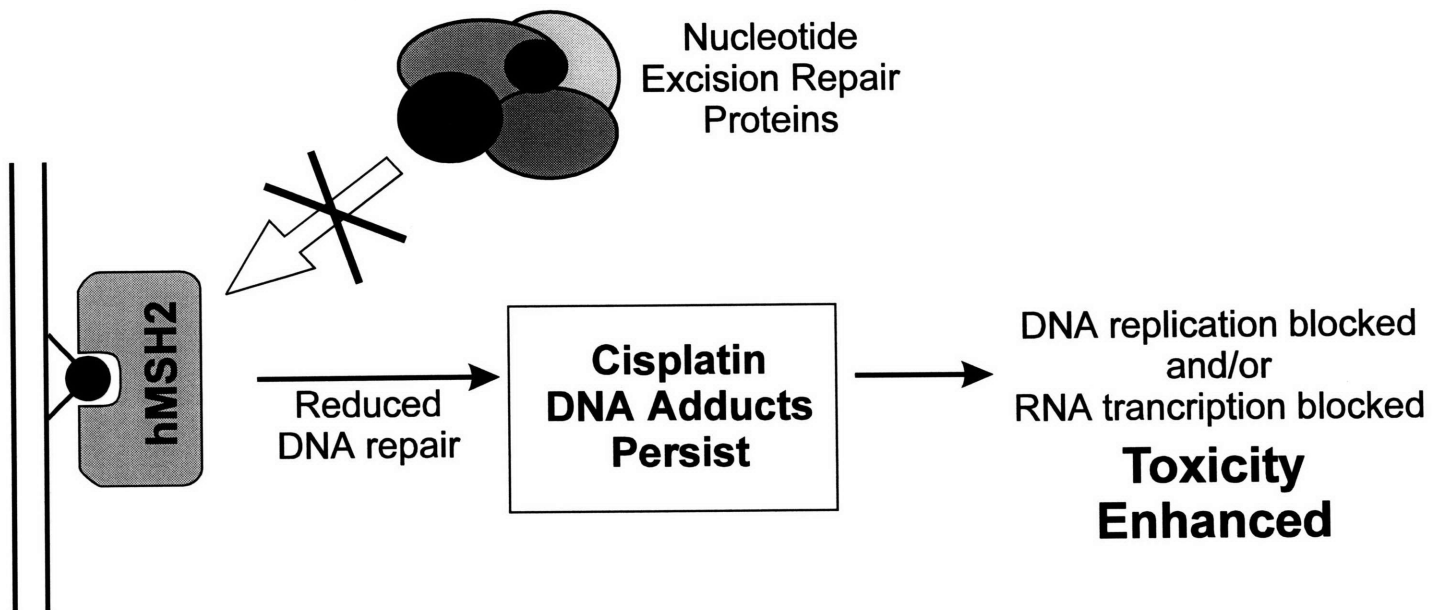 Nucleotide
Excision Repair
Proteins
hMSH2
Reduced
DNA repair
Cisplatin
DNA Adducts
Persist
DNA replication blocked
and/or
RNA trancription blocked
Toxicity
Enhanced